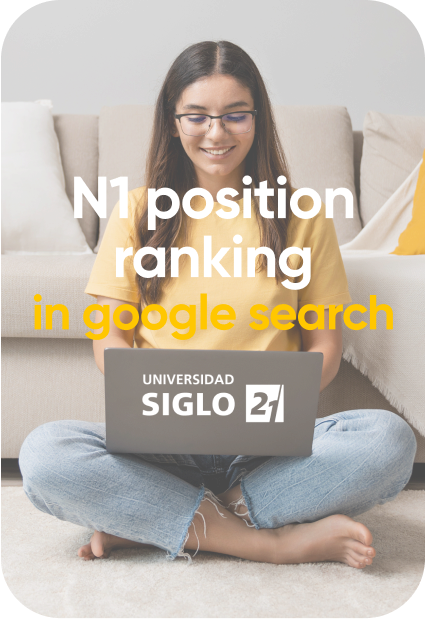 N1 position
ranking
in google search
UNIVERSIDAD
SIGLO 21